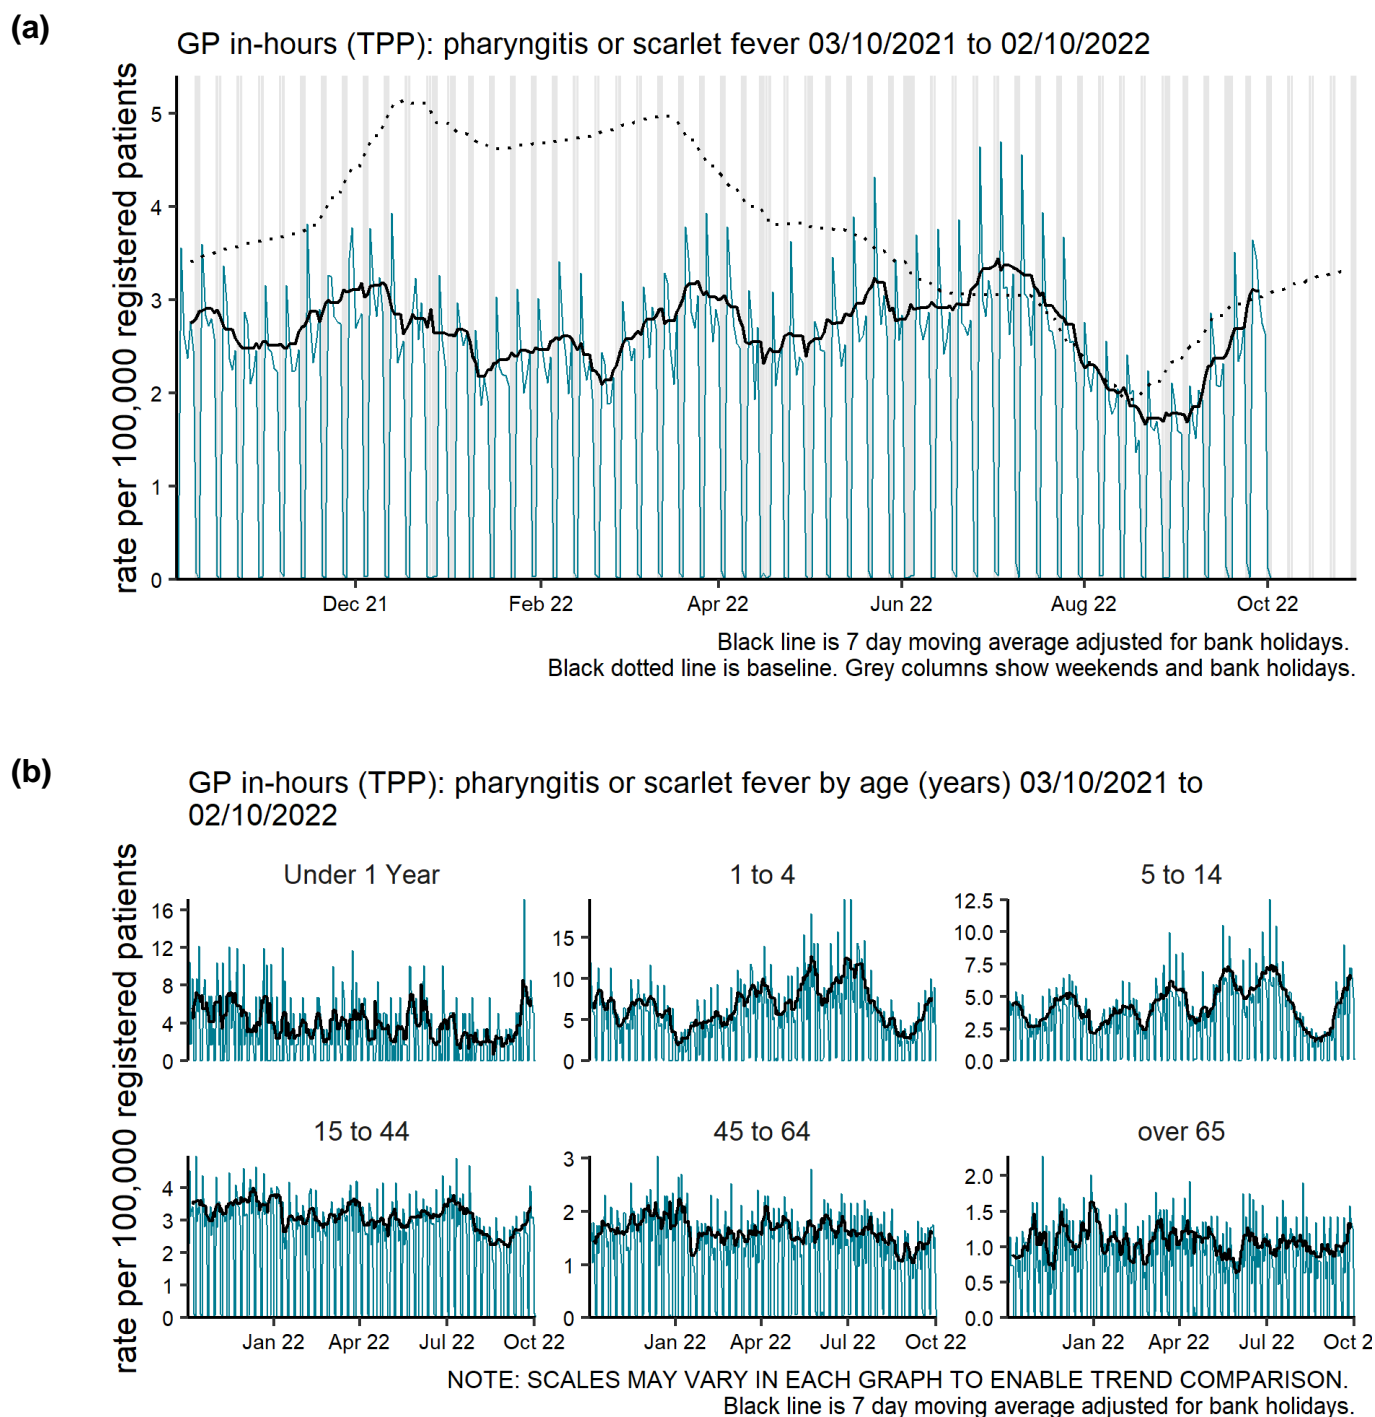 (a)
GP in-hours (TPP): pharyngitis or scarlet fever 03/10/2021 to 02/10/2022
rate per 100,000 registered patients
5
4
3
2
1
0
Dec 21 Feb 22 Apr 22 Jun 22 Aug 22 Oct 22
Black line is 7 day moving average adjusted for bank holidays.
Black dotted line is baseline. Grey columns show weekends and bank holidays.
(b)
GP in-hours (TPP): pharyngitis or scarlet fever by age (years) 03/10/2021 to
02/10/2022
rate per 100,000 registered patients
Under 1 Year
16
12
8
4
0
1 to 4
15
10
5
0
5 to 14
12.5
10.0
7.5
5.0
2.5
0.0
15 to 44
4
3
2
1
0
Jan 22 Apr 22 Jul 22 Oct 22
45 to 64
3
2
1
0
Jan 22 Apr 22 Jul 22 Oct 22
over 65
2.0
1.5
1.0
0.5
0.0
Jan 22 Apr 22 Jul 22 Oct 2
NOTE: SCALES MAY VARY IN EACH GRAPH TO ENABLE TREND COMPARISON.
Black line is 7 day moving average adjusted for bank holidays.